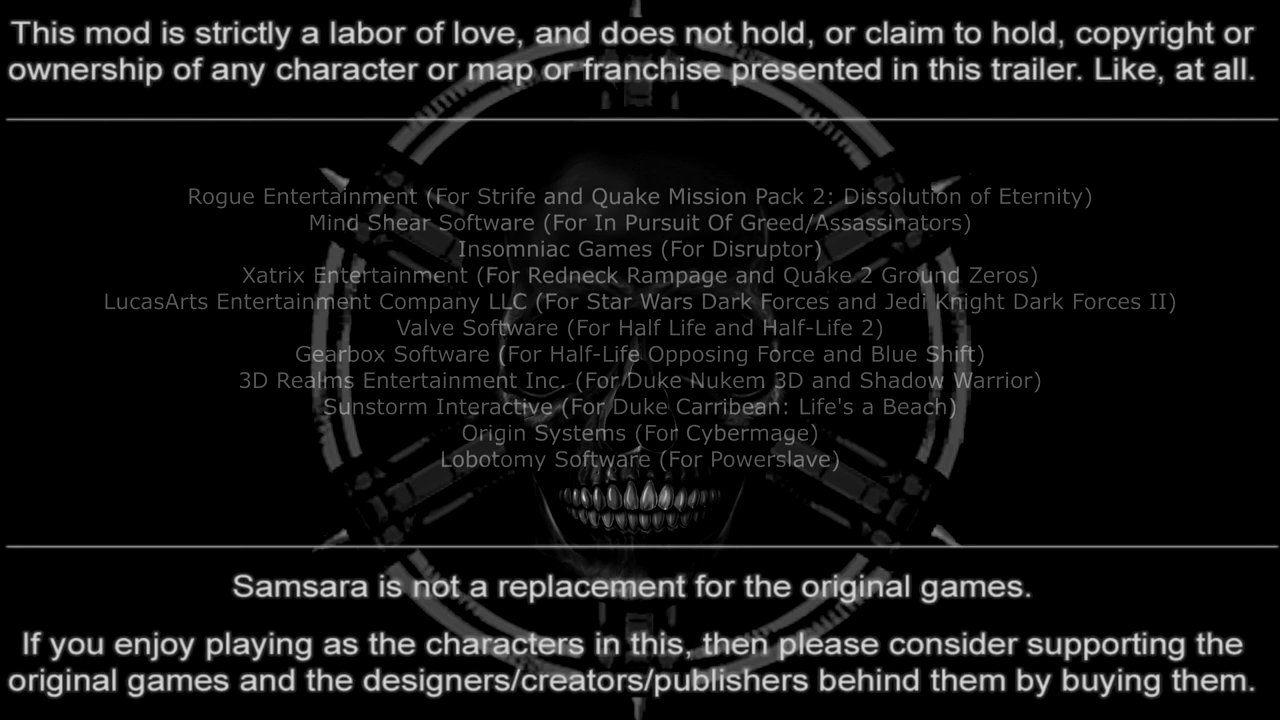 This mod is strictly a labor of love, and does not hold, or claim to hold, copyright or
ownership of any character or map or franchise presented in this trailer. Like, at all.
Rogue Entertainment (For Strife and Quake Mission Pack 2: Dissolution of Eternity)
Mind Shear Software (For In Pursuit Of Greed/Assassinators)
Insomniac Games (For Disruptor)
Xatrix Entertainment (For Redneck Rampage and Quake 2 Ground Zeros)
LucasArts Entertainment Company LLC (For Star Wars Dark Forces and Jedi Knight Dark Forces II)
Valve Software (For Half Life and Half-Life 2)
Gearbox Software (For Half-Life Opposing Force and Blue Shift)
3D Realms Entertainment Inc. (For Duke Nukem 3D and Shadow Warrior)
Sunstorm Interactive (For Duke Carribean: Life's a Beach)
Origin Systems (For Cybermage)
Lobotomy Software (For Powerslave)
Samsara is not a replacement for the original games.
If you enjoy playing as the characters in this, then please consider supporting the
original games and the designers/creators/publishers behind them by buying them.